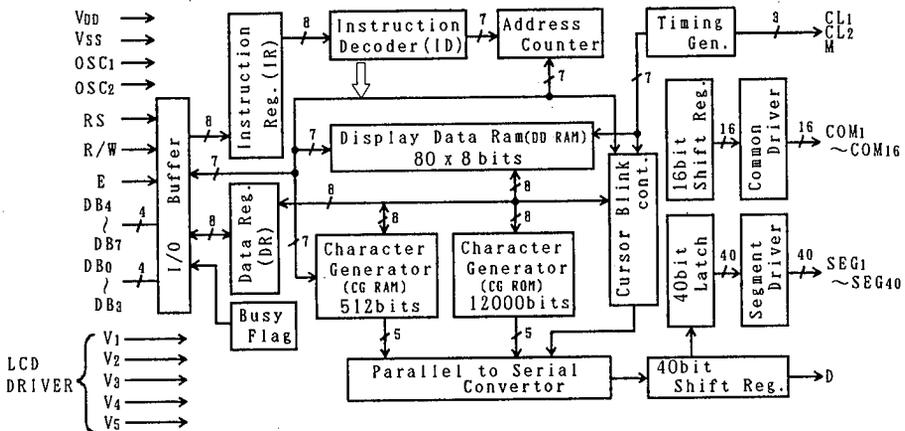 VDD
VSS
OSC1
OSC2
RS
R/W
E
DB4
~
DB7
4
DB0
~
DB3
4
LCD
DRIVER
V1
V2
V3
V4
V5
I/O Buffer
8
7
8
Instruction
Reg. (IR)
8
Instruction
Decoder (ID)
7
Address
Counter
7
Timing
Gen.
3
CL1
CL2
M
7
7
Display Data Ram (DD RAM)
80 x 8 bits
8
8
Data Reg.
(DR)
7
8
8
Busy
Flag
Character
Generator
(CG RAM)
512bits
5
Character
Generator
(CG ROM)
12000bits
5
Cursor Blink
cont.
Parallel to Serial
Convertor
16bit
Shift Reg.
16
Common
Driver
16
COM1
~COM16
40bit
Latch
40
Segment
Driver
40
SEG1
~SEG40
40bit
Shift Reg.
D